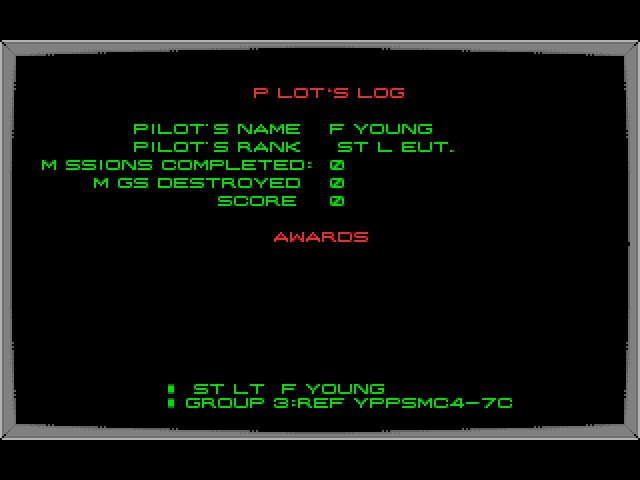 P LOT'S LOG
PILOT'S NAME F YOUNG
PILOT'S RANK ST L EUT.
M SSIONS COMPLETED: 0
M GS DESTROYED 0
SCORE 0
AWARDS
ST LT F YOUNG
GROUP 3:REF YPPSMC4-7C